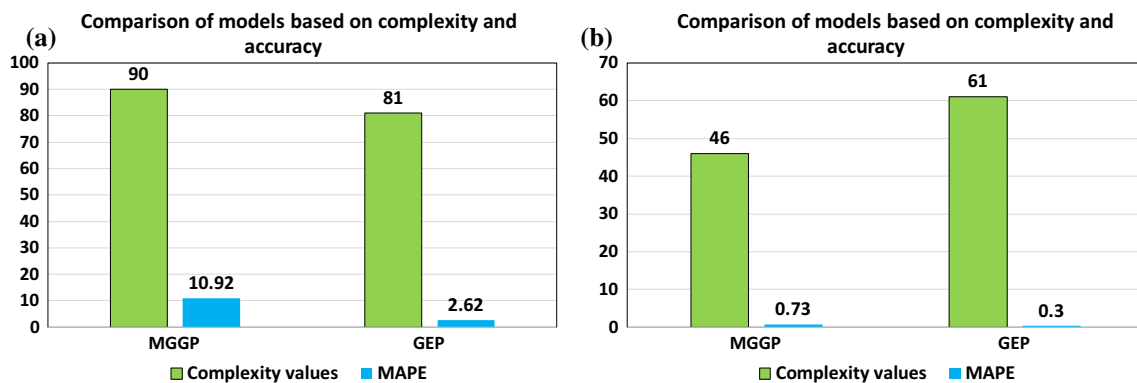 (a)
Comparison of models based on complexity and
accuracy
100
90
80
70
60
50
40
30
20
10
0
90
10.92
81
2.62
MGGP
GEP
Complexity values
MAPE
(b)
Comparison of models based on complexity and
accuracy
70
60
50
40
30
20
10
0
46
0.73
61
0.3
MGGP
GEP
Complexity values
MAPE